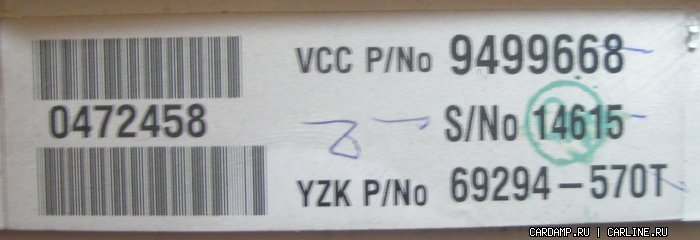 VCC P/No 9499668
0472458 S/No 14615
YZK P/No 69294-570T
CARDAMP.RU | CARLINE.RU